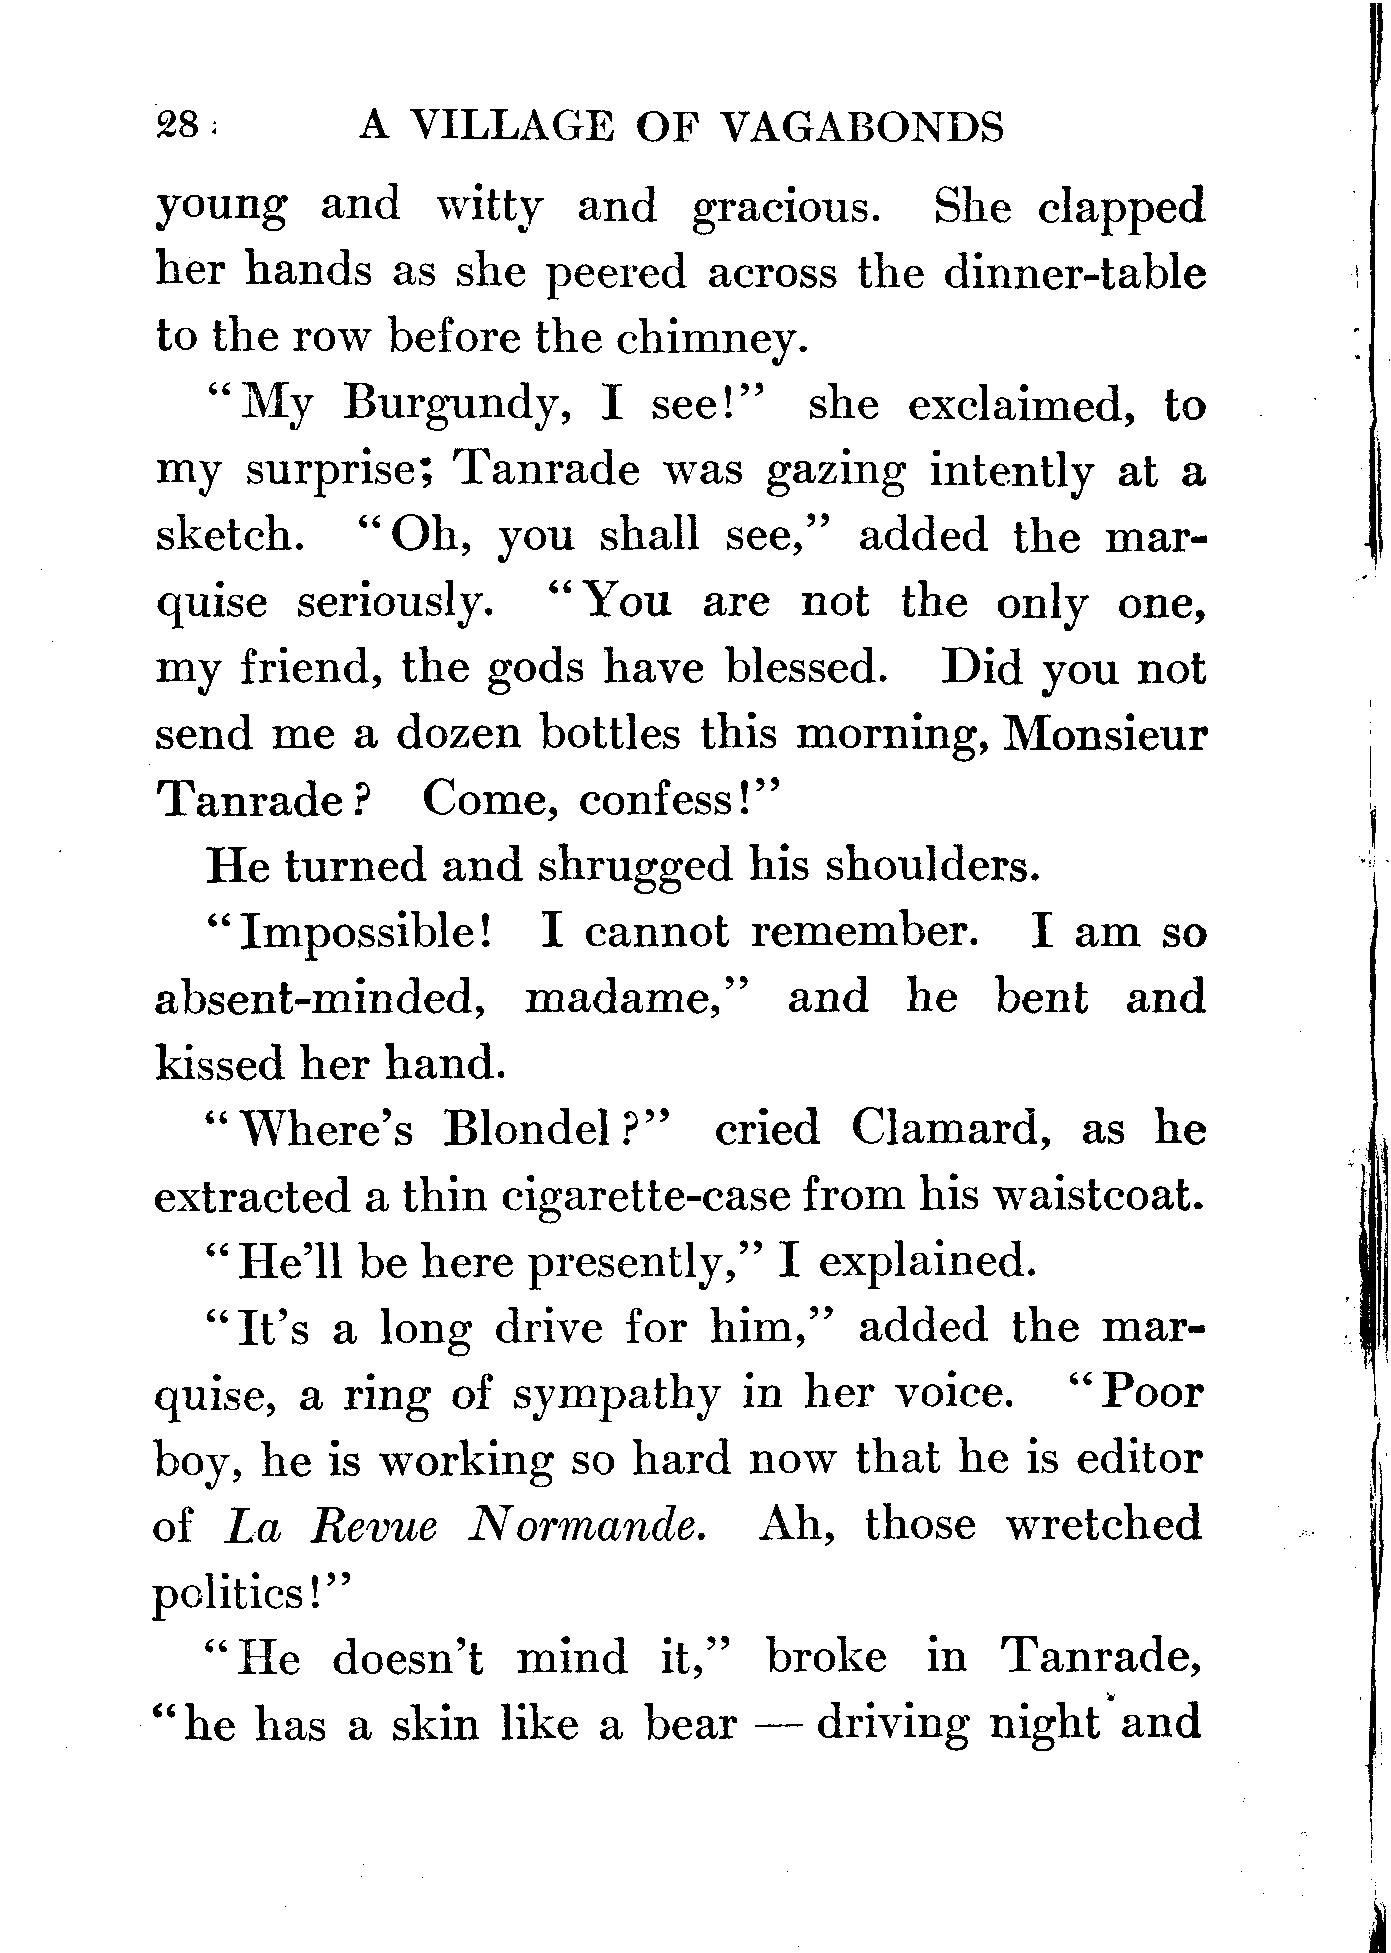 28 A VILLAGE OF VAGABONDS
young and witty and gracious. She clapped
her hands as she peered across the dinner-table
to the row before the chimney.
“My Burgundy, I see!” she exclaimed, to
my surprise; Tanrade was gazing intently at a
sketch. “Oh, you shall see,” added the mar-
quise seriously. “You are not the only one,
my friend, the gods have blessed. Did you not
send me a dozen bottles this morning, Monsieur
Tanrade? Come, confess!”
He turned and shrugged his shoulders.
“Impossible! I cannot remember. I am so
absent-minded, madame,” and he bent and
kissed her hand.
“Where’s Blondel?” cried Clamard, as he
extracted a thin cigarette-case from his waistcoat.
“He’ll be here presently,” I explained.
“It’s a long drive for him,” added the mar-
quise, a ring of sympathy in her voice. “Poor
boy, he is working so hard now that he is editor
of La Revue Normande. Ah, those wretched
politics!”
“He doesn’t mind it,” broke in Tanrade,
“he has a skin like a bear — driving night and